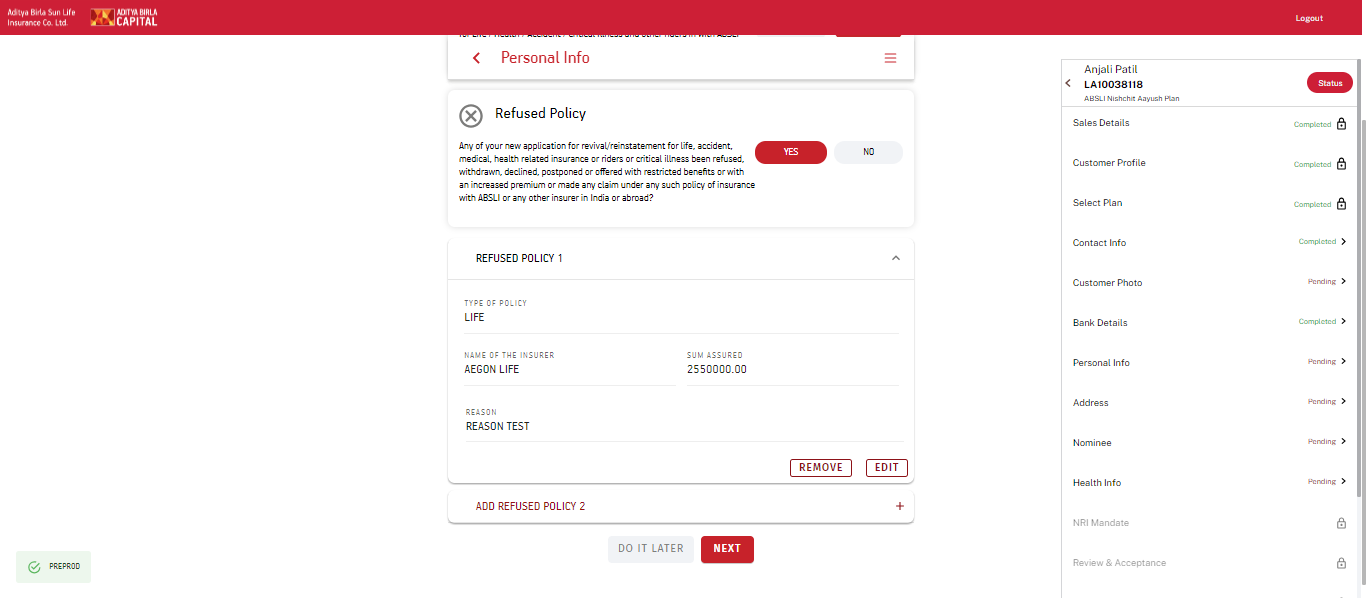 Aditya Birla Sun Life
Insurance Co. Ltd.
ADITYA BIRLA
CAPITAL
Logout
Personal Info
Refused Policy
Any of your new application for revival/reinstatement for life, accident,
medical, health related insurance or riders or critical illness been refused,
withdrawn, declined, postponed or offered with restricted benefits or with
an increased premium or made any claim under any such policy of insurance
with ABSLI or any other insurer in India or abroad?
YES
NO
REFUSED POLICY 1
TYPE OF POLICY
LIFE
NAME OF THE INSURER
AEGON LIFE
SUM ASSURED
2550000.00
REASON
REASON TEST
REMOVE
EDIT
ADD REFUSED POLICY 2
+
DO IT LATER
NEXT
PREPROD
Anjali Patil
LA10038118
ABSLI Nishchit Aayush Plan
Status
Sales Details
Completed
Customer Profile
Completed
Select Plan
Completed
Contact Info
Completed
Customer Photo
Pending
Bank Details
Completed
Personal Info
Pending
Address
Pending
Nominee
Pending
Health Info
Pending
NRI Mandate
Review & Acceptance